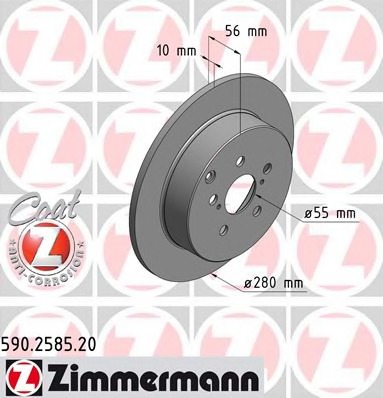 56 mm
10 mm
ø55 mm
Coat
Z
ANTI-CORROSION
ø280 mm
590.2585.20
Z Zimmermann